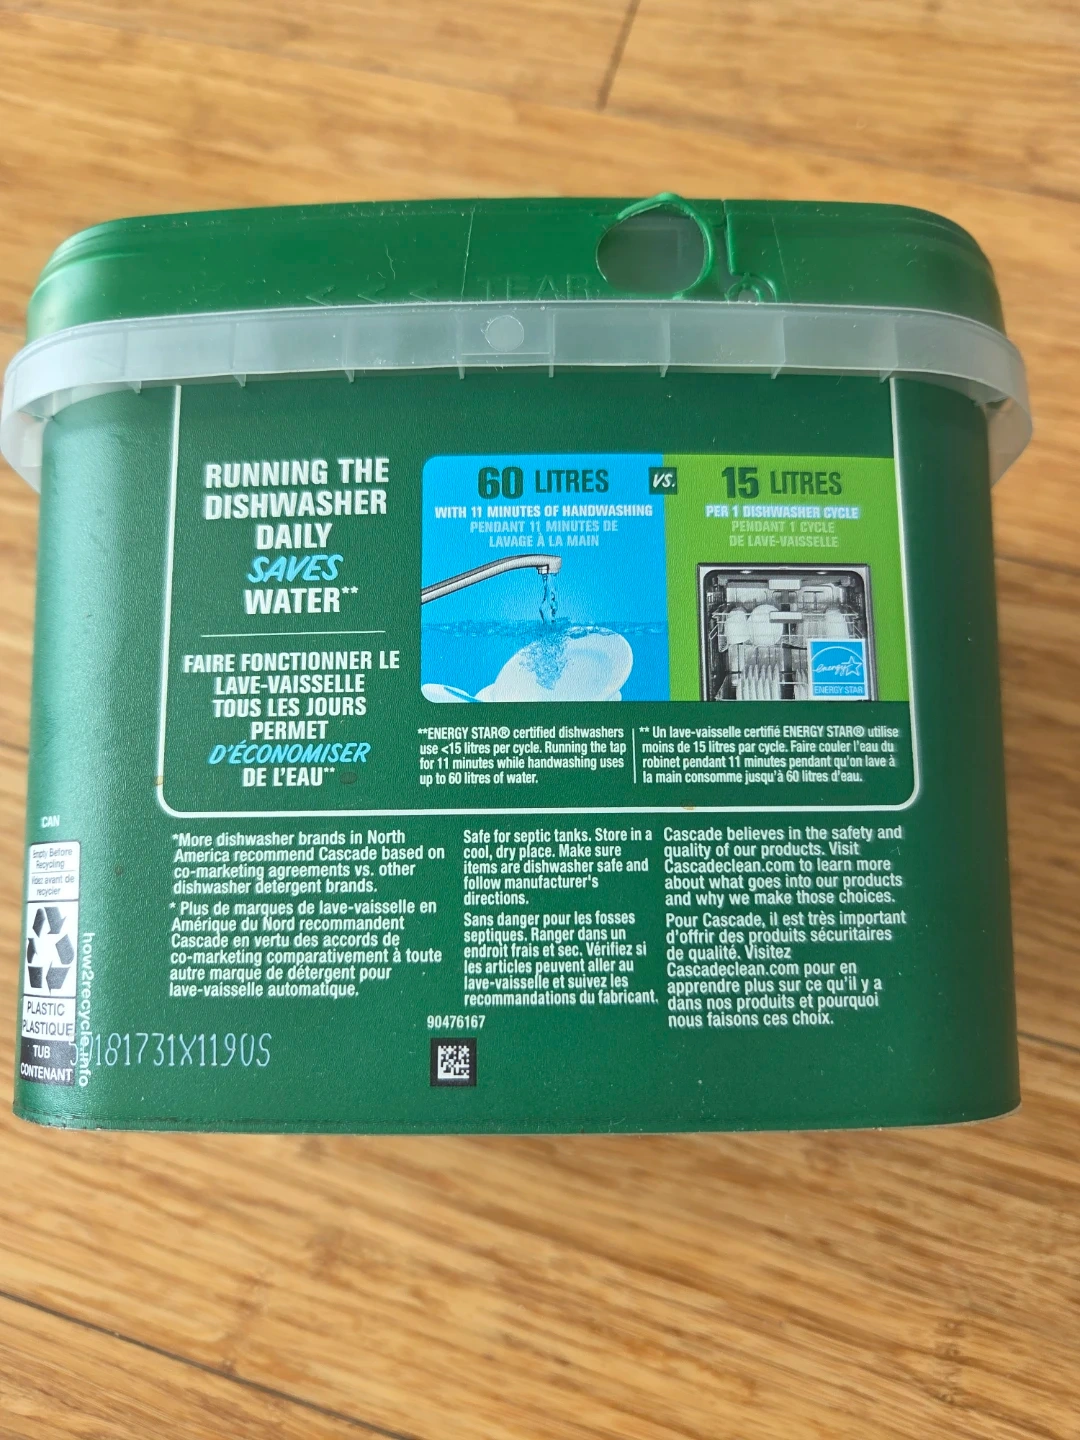 TEAR
RUNNING THE
DISHWASHER
DAILY
SAVES
WATER**
FAIRE FONCTIONNER LE
LAVE-VAISSELLE
TOUS LES JOURS
PERMET
D'ÉCONOMISER
DE L'EAU**
60 LITRES
WITH 11 MINUTES OF HANDWASHING
PENDANT 11 MINUTES DE
LAVAGE À LA MAIN
VS.
15 LITRES
PER 1 DISHWASHER CYCLE
PENDANT 1 CYCLE
DE LAVE-VAISSELLE
energy
ENERGY STAR
**ENERGY STAR® certified dishwashers
use <15 litres per cycle. Running the tap
for 11 minutes while handwashing uses
up to 60 litres of water.
** Un lave-vaisselle certifié ENERGY STAR® utilise
moins de 15 litres par cycle. Faire couler l'eau du
robinet pendant 11 minutes pendant qu'on lave à
la main consomme jusqu'à 60 litres d'eau.
*More dishwasher brands in North
America recommend Cascade based on
co-marketing agreements vs. other
dishwasher detergent brands.
* Plus de marques de lave-vaisselle en
Amérique du Nord recommandent
Cascade en vertu des accords de
co-marketing comparativement à toute
autre marque de détergent pour
lave-vaisselle automatique.
Safe for septic tanks. Store in a
cool, dry place. Make sure
items are dishwasher safe and
follow manufacturer's
directions.
Sans danger pour les fosses
septiques. Ranger dans un
endroit frais et sec. Vérifiez si
les articles peuvent aller au
lave-vaisselle et suivez les
recommandations du fabricant.
90476167
Cascade believes in the safety and
quality of our products. Visit
Cascadeclean.com to learn more
about what goes into our products
and why we make those choices.
Pour Cascade, il est très important
d'offrir des produits sécuritaires
de qualité. Visitez
Cascadeclean.com pour en
apprendre plus sur ce qu'il y a
dans nos produits et pourquoi
nous faisons ces choix.
CAN
Empty Before
Recycling
Videz avant de
recycler
PLASTIC
PLASTIQUE
TUB
CONTENANT
how2recycle.info
181731X1190S